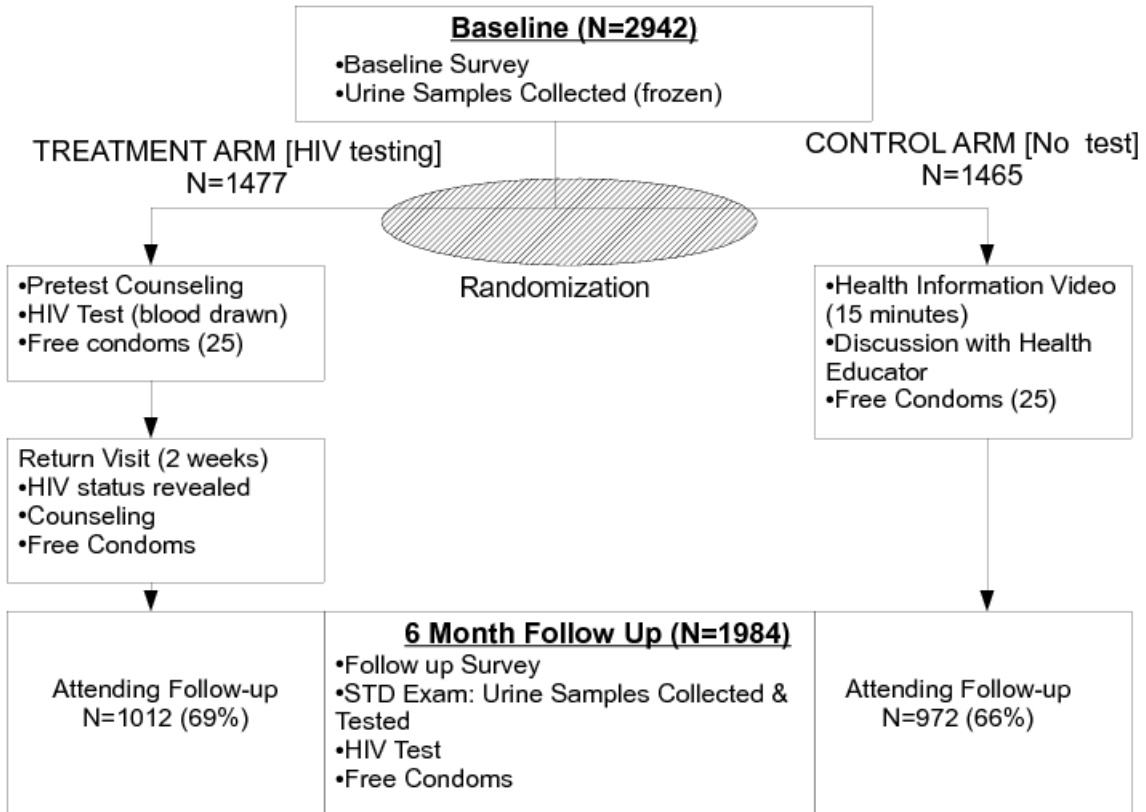 Baseline (N=2942)
•Baseline Survey
•Urine Samples Collected (frozen)
TREATMENT ARM [HIV testing]
N=1477
CONTROL ARM [No  test]
N=1465
Randomization
•Pretest Counseling
•HIV Test (blood drawn)
•Free condoms (25)
•Health Information Video
(15 minutes)
•Discussion with Health
Educator
•Free Condoms (25)
Return Visit (2 weeks)
•HIV status revealed
•Counseling
•Free Condoms
Attending Follow-up
N=1012 (69%)
6 Month Follow Up (N=1984)
•Follow up Survey
•STD Exam: Urine Samples Collected &
Tested
•HIV Test
•Free Condoms
Attending Follow-up
N=972 (66%)